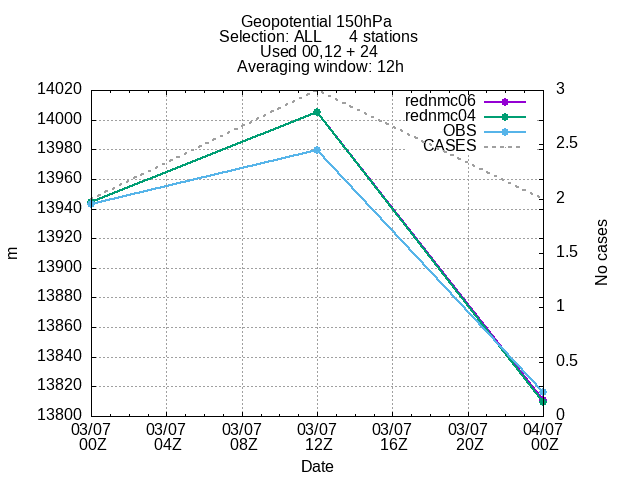 Geopotential 150hPa
Selection: ALL 4 stations
Used 00,12 + 24
Averaging window: 12h
rednmc06
rednmc04
OBS
CASES
14020
14000
13980
13960
13940
13920
13900
13880
13860
13840
13820
13800
m
3
2.5
2
1.5
1
0.5
0
No cases
03/07 03/07 03/07 03/07 03/07 03/07 04/07
00Z 04Z 08Z 12Z 16Z 20Z 00Z
Date